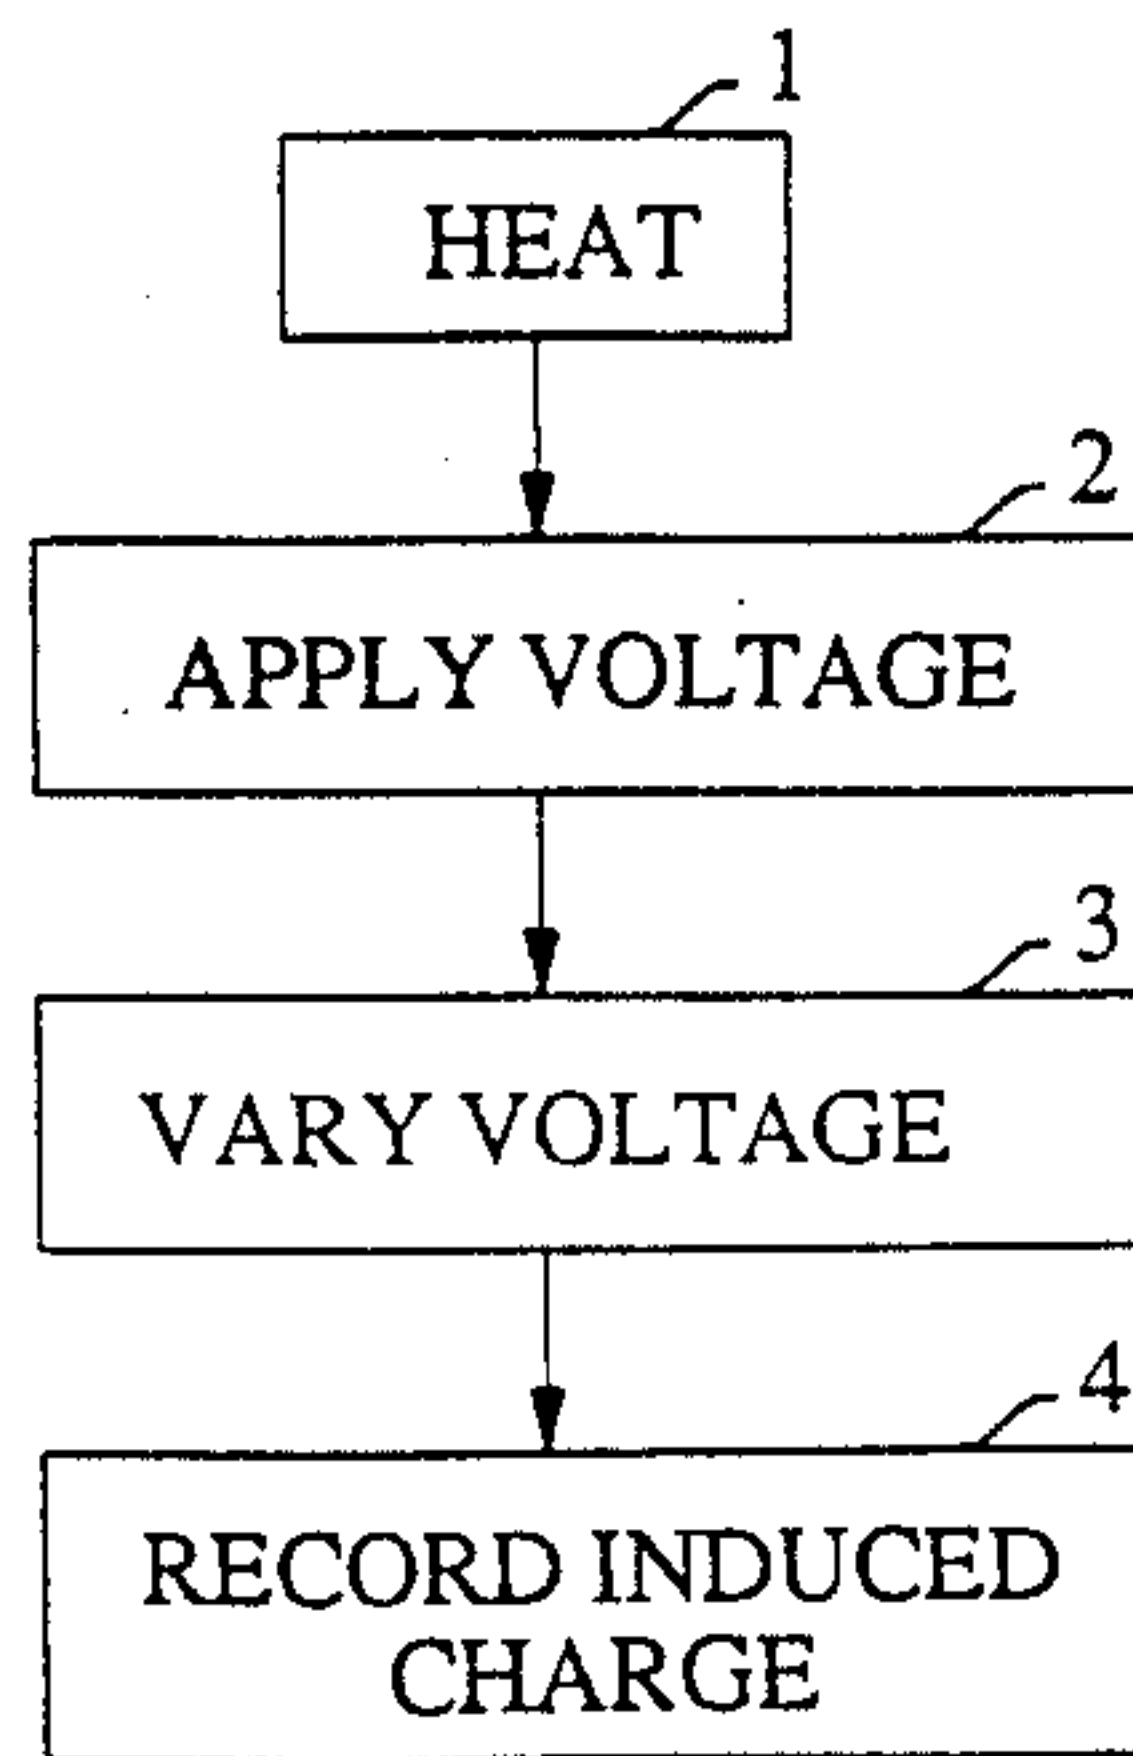 1
HEAT
2
APPLY VOLTAGE
3
VARY VOLTAGE
4
RECORD INDUCED
CHARGE